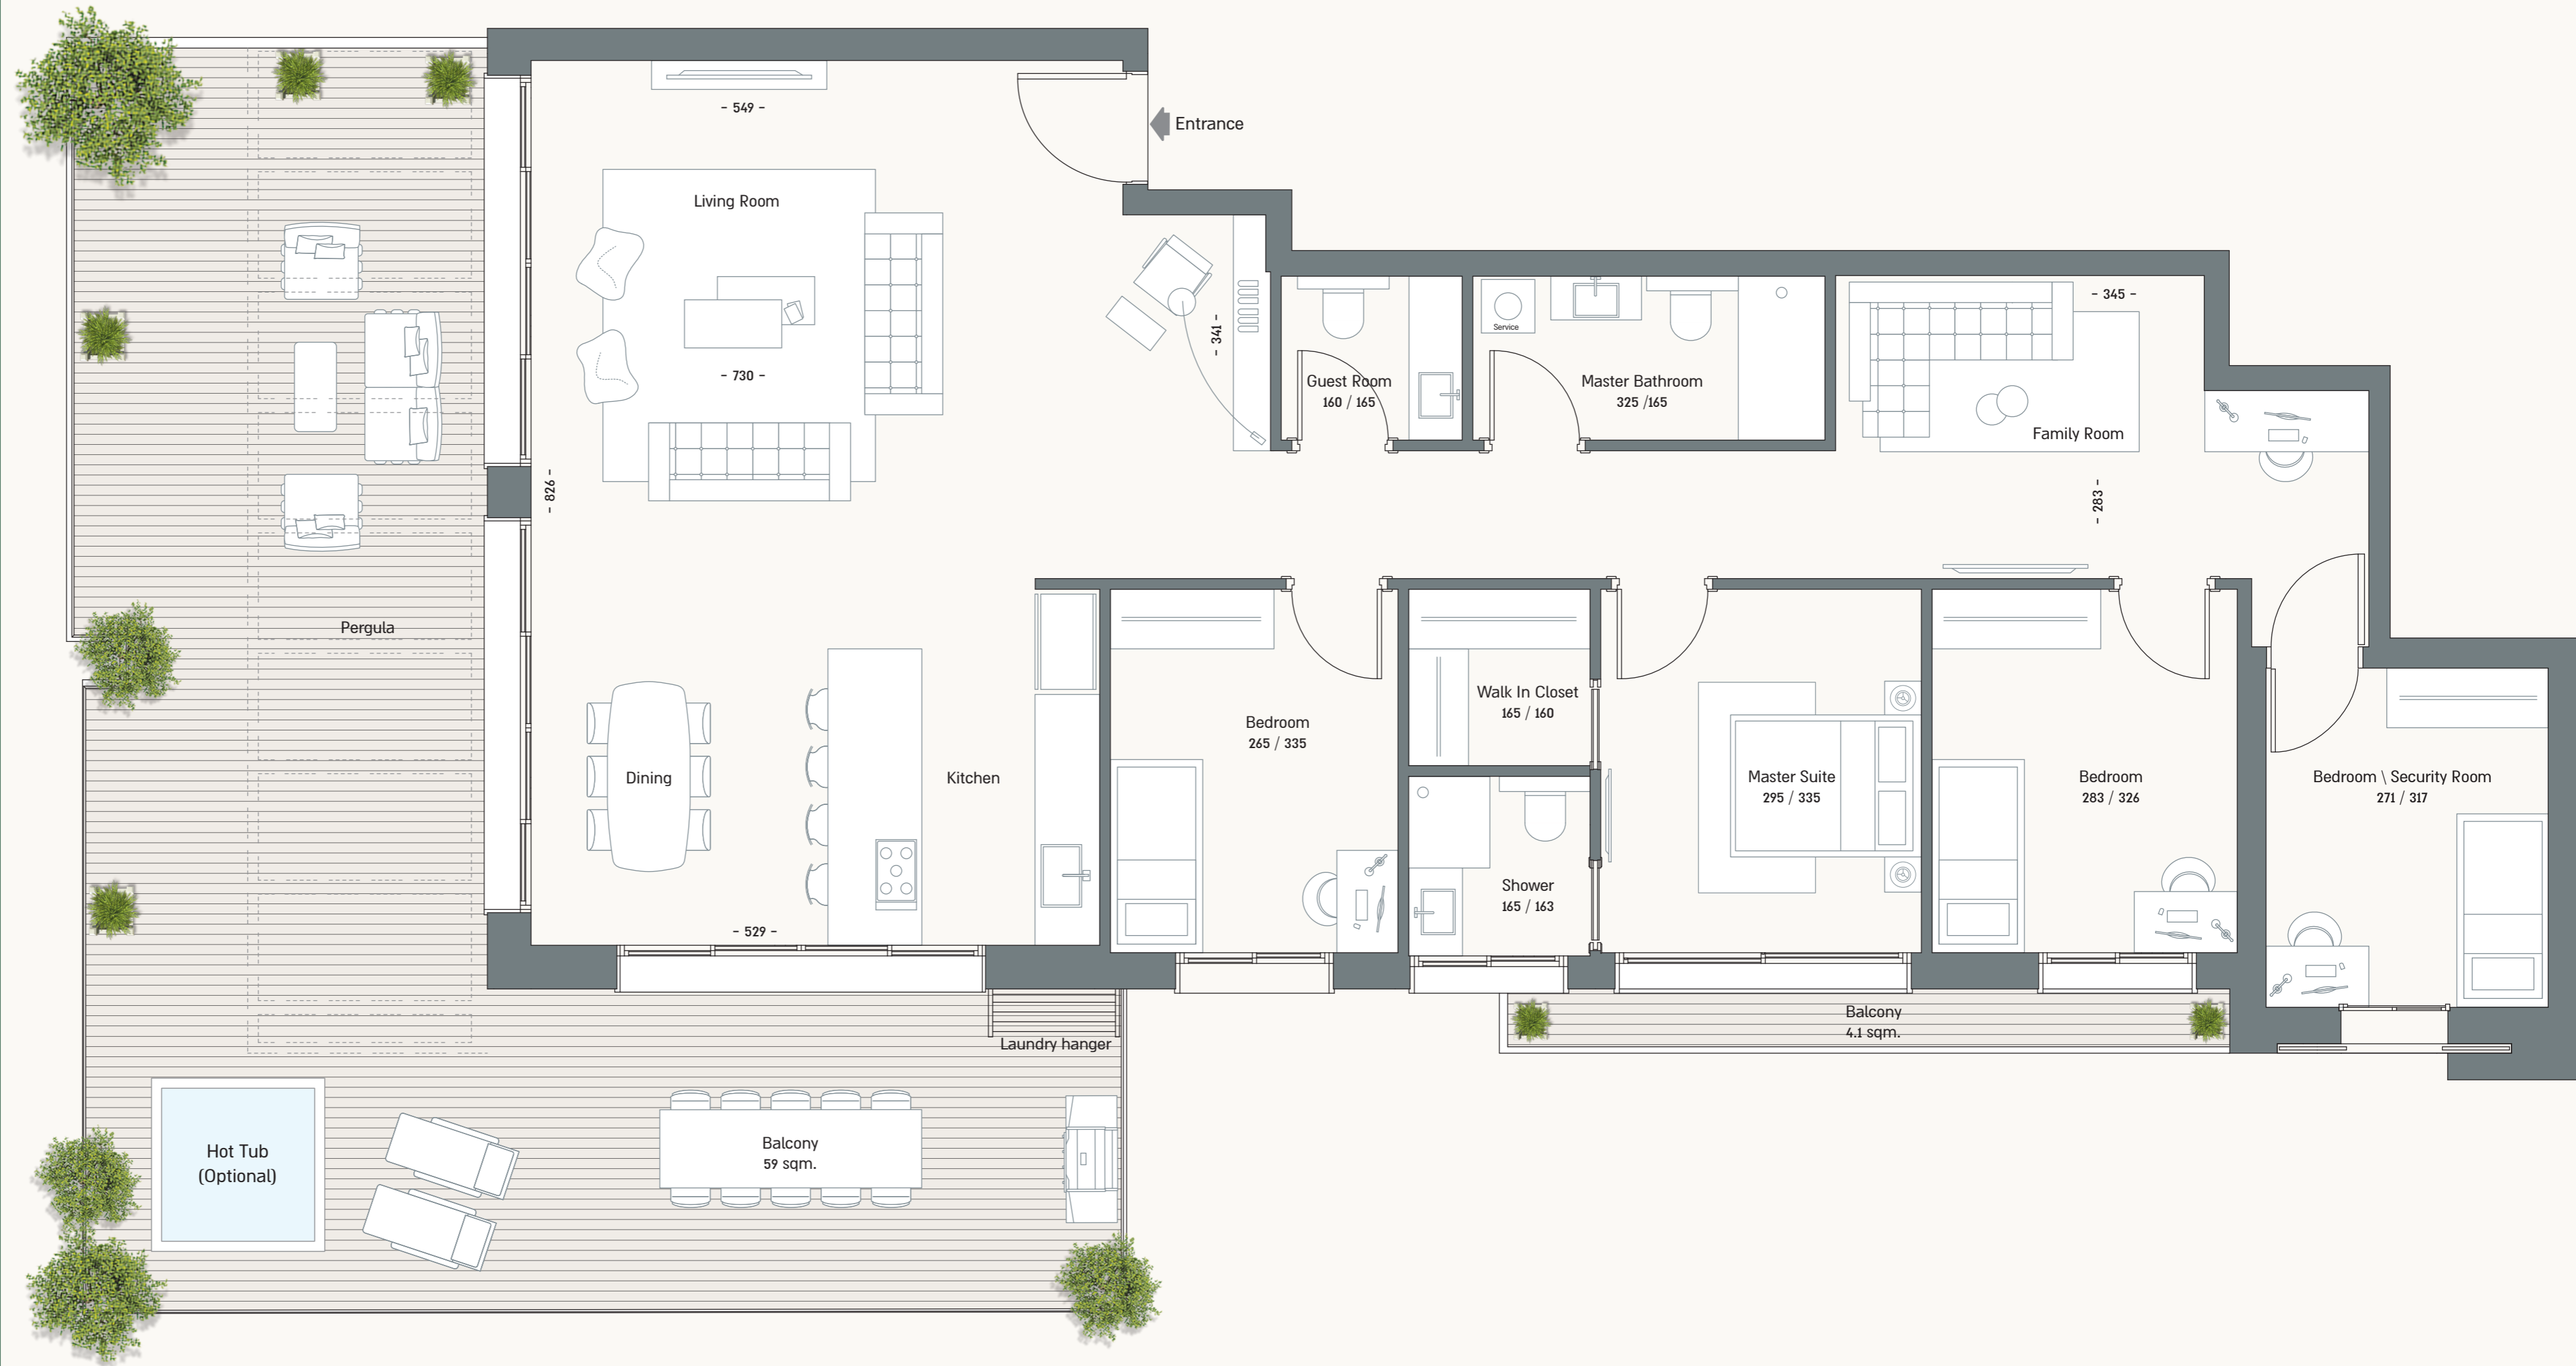 - 549 -
Entrance
Living Room
- 730 -
- 341 -
- 826 -
Guest Room
160 / 165
Service
Master Bathroom
325 /165
- 345 -
Family Room
- 283 -
Pergula
Dining
Kitchen
- 529 -
Bedroom
265 / 335
Walk In Closet
165 / 160
Shower
165 / 163
Master Suite
295 / 335
Bedroom
283 / 326
Bedroom \ Security Room
271 / 317
Balcony
4.1 sqm.
Laundry hanger
Hot Tub
(Optional)
Balcony
59 sqm.